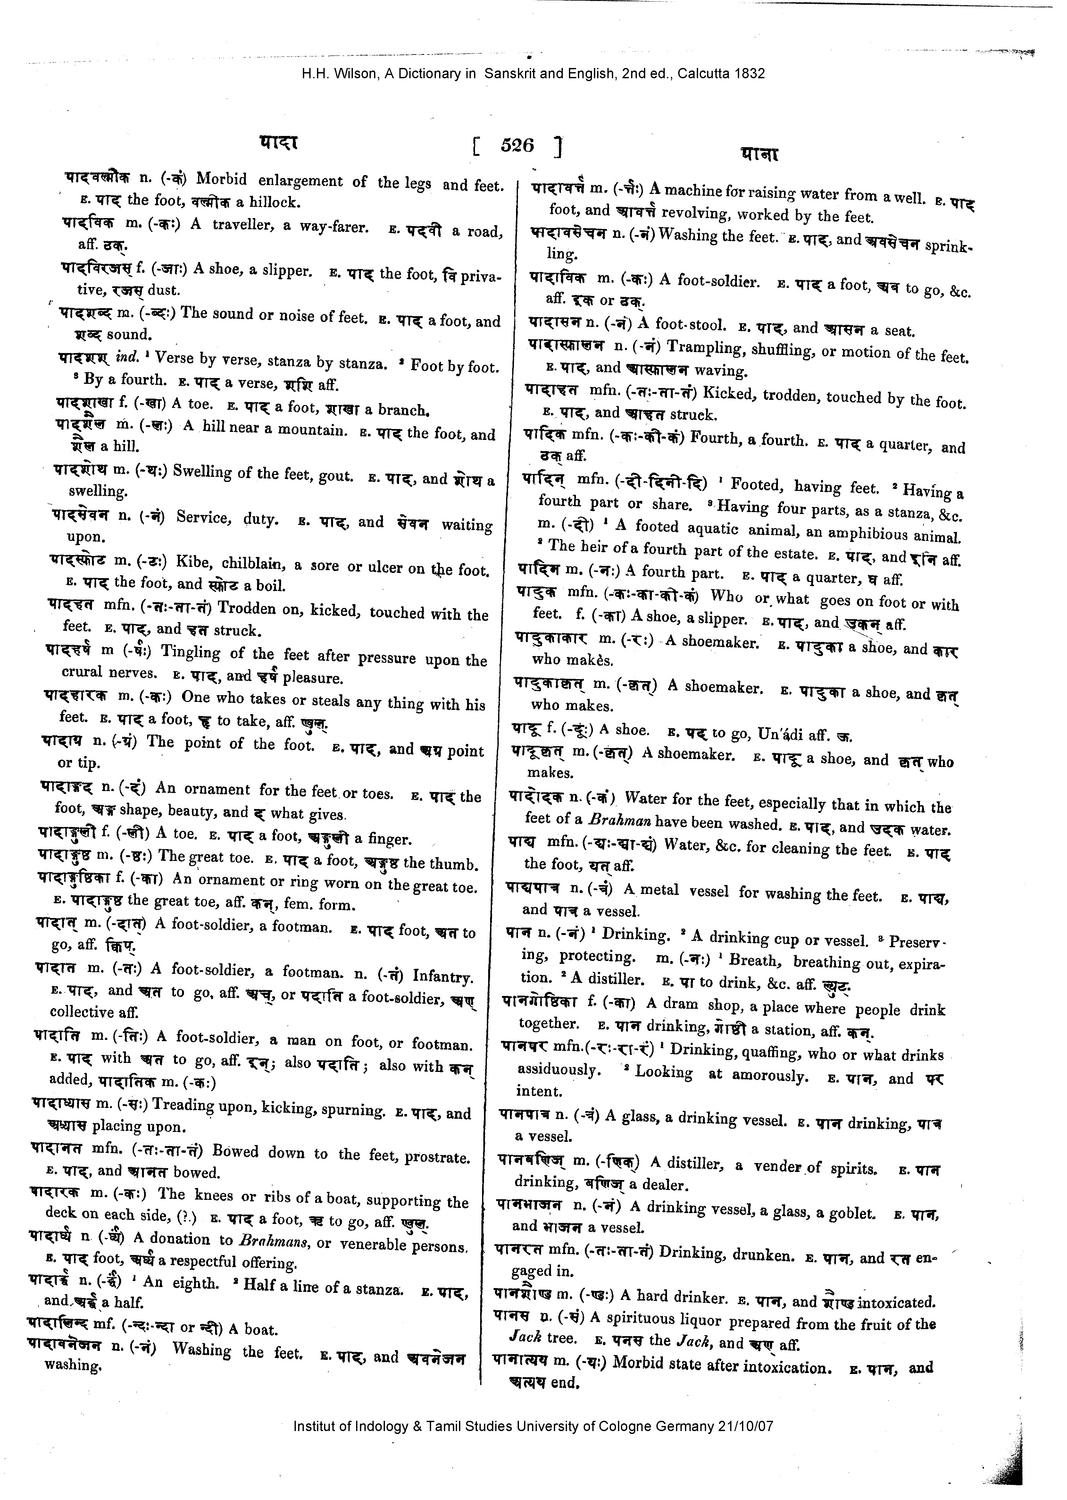 H.H. Wilson, A Dictionary in Sanskrit and English, 2nd ed., Calcutta 1832
पादा
[ 526 ]
पाना
पादवल्मीक n. (-कं) Morbid enlargement of the legs and feet.
E. पाद् the foot, वल्मीक a hillock.
पादविक m. (-कः) A traveller, a way-farer. E. पदवी a road,
aff. ठक्.
पादविरजस् f. (-जाः) A shoe, a slipper. E. पाद् the foot, वि priva-
tive, रजस् dust.
पादशब्द m. (-ब्दः) The sound or noise of feet. E. पाद् a foot, and
शब्द sound.
पादशस् ind. ¹ Verse by verse, stanza by stanza. ² Foot by foot.
³ By a fourth. E. पाद् a verse, शसि aff.
पादशाखा f. (-खा) A toe. E. पाद् a foot, शाखा a branch.
पादशैल m. (-लः) A hill near a mountain. E. पाद् the foot, and
शैल a hill.
पादशोथ m. (-थः) Swelling of the feet, gout. E. पाद्, and शोथ a
swelling.
पादसेवन n. (-नं) Service, duty. E. पाद्, and सेवन waiting
upon.
पादस्फोट m. (-टः) Kibe, chilblain, a sore or ulcer on the foot.
E. पाद् the foot, and स्फोट a boil.
पादहत mfn. (-तः-ता-तं) Trodden on, kicked, touched with the
feet. E. पाद्, and हत struck.
पादहर्ष m (-र्षः) Tingling of the feet after pressure upon the
crural nerves. E. पाद्, and हर्ष pleasure.
पादहारक m. (-कः) One who takes or steals any thing with his
feet. E. पाद् a foot, हृ to take, aff. ण्वुल्.
पादाग्र n. (-ग्रं) The point of the foot. E. पाद्, and अग्र point
or tip.
पादाङ्गद n. (-दं) An ornament for the feet or toes. E. पाद् the
foot, अङ्ग shape, beauty, and द what gives.
पादाङ्गुली f. (-ली) A toe. E. पाद् a foot, अङ्गुली a finger.
पादाङ्गुष्ठ m. (-ष्ठः) The great toe. E. पाद् a foot, अङ्गुष्ठ the thumb.
पादाङ्गुष्ठिका f. (-का) An ornament or ring worn on the great toe.
E. पादाङ्गुष्ठ the great toe, aff. कन्, fem. form.
पादात् m. (-दात्) A foot-soldier, a footman. E. पाद् foot, अत to
go, aff. क्विप्.
पादात m. (-तः) A foot-soldier, a footman. n. (-तं) Infantry.
E. पाद्, and अत to go, aff. अच्, or पदाति a foot-soldier, अण्
collective aff.
पादाति m. (-तिः) A foot-soldier, a man on foot, or footman.
E. पाद् with अत to go, aff. इन्; also पदाति; also with कन्
added, पादातिक m. (-कः)
पादाध्यास m. (-सः) Treading upon, kicking, spurning. E. पाद्, and
अध्यास placing upon.
पादानत mfn. (-तः-ता-तं) Bowed down to the feet, prostrate.
E. पाद्, and आनत bowed.
पादारक m. (-कः) The knees or ribs of a boat, supporting the
deck on each side, (?.) E. पाद् a foot, ऋ to go, aff. ण्वुल्.
पादार्घ n (-र्घं) A donation to Brahmans, or venerable persons.
E. पाद् foot, अर्घ a respectful offering.
पादार्द्ध n. (-र्द्धं) ¹ An eighth. ² Half a line of a stanza. E. पाद्,
and अर्द्ध a half.
पादालिन्द mf. (-न्दः-न्दा or न्दी) A boat.
पादावनेजन n. (-नं) Washing the feet. E. पाद्, and अवनेजन
washing.
पादावर्त्त m. (-र्त्तः) A machine for raising water from a well. E. पाद्
foot, and आवर्त्त revolving, worked by the feet.
पादावसेचन n. (-नं) Washing the feet. E. पाद्, and अवसेचन sprink-
ling.
पादाविक m. (-कः) A foot-soldier. E. पाद् a foot, अव to go, &c.
aff. इक or ठक्.
पादासन n. (-नं) A foot-stool. E. पाद्, and आसन a seat.
पादास्फालन n. (-नं) Trampling, shuffling, or motion of the feet.
E. पाद्, and आस्फालन waving.
पादाहत mfn. (-तः-ता-तं) Kicked, trodden, touched by the foot.
E. पाद्, and आहत struck.
पादिक mfn. (-कः-की-कं) Fourth, a fourth. E. पाद् a quarter, and
ठक् aff.
पादिन् mfn. (-दी-दिनी-दि) ¹ Footed, having feet. ² Having a
fourth part or share. ³ Having four parts, as a stanza, &c.
m. (-दी) ¹ A footed aquatic animal, an amphibious animal.
² The heir of a fourth part of the estate. E. पाद्, and इनि aff.
पादिन m. (-नः) A fourth part. E. पाद् a quarter, घ aff.
पादुक mfn. (-कः-का-की-कं) Who or what goes on foot or with
feet. f. (-का) A shoe, a slipper. E. पाद्, and उकन् aff.
पादुकाकार m. (-रः) A shoemaker. E. पादुका a shoe, and कार
who makes.
पादुकाकृत् m. (-कृत्) A shoemaker. E. पादुका a shoe, and कृत्
who makes.
पादू f. (-दूः) A shoe. E. पद to go, Un'ádi aff. ऊ.
पादूकृत् m. (-कृत्) A shoemaker. E. पादू a shoe, and कृत् who
makes.
पादोदक n. (-कं) Water for the feet, especially that in which the
feet of a Brahman have been washed. E. पाद्, and उदक water.
पाद्य mfn. (-द्यः-द्या-द्यं) Water, &c. for cleaning the feet. E. पाद्
the foot, यत् aff.
पाद्यपात्र n. (-त्रं) A metal vessel for washing the feet. E. पाद्य,
and पात्र a vessel.
पान n. (-नं) ¹ Drinking. ² A drinking cup or vessel. ³ Preserv-
ing, protecting. m. (-नः) ¹ Breath, breathing out, expira-
tion. ² A distiller. E. पा to drink, &c. aff. ल्युट्.
पानगोष्ठिका f. (-का) A dram shop, a place where people drink
together. E. पान drinking, गोष्ठी a station, aff. कन्.
पानपर mfn.(-रः-रा-रं) ¹ Drinking, quaffing, who or what drinks
assiduously. ² Looking at amorously. E. पान, and पर
intent.
पानपात्र n. (-त्रं) A glass, a drinking vessel. E. पान drinking, पात्र
a vessel.
पानबणिज् m. (-णिक्) A distiller, a vender of spirits. E. पान
drinking, बणिज् a dealer.
पानभाजन n. (-नं) A drinking vessel, a glass, a goblet. E. पान,
and भाजन a vessel.
पानरत mfn. (-तः-ता-तं) Drinking, drunken. E. पान, and रत en-
gaged in.
पानशौण्ड m. (-ण्डः) A hard drinker. E. पान, and शौण्ड intoxicated.
पानस n. (-सं) A spirituous liquor prepared from the fruit of the
Jack tree. E. पनस the Jack, and अण् aff.
पानात्यय m. (-यः) Morbid state after intoxication. E. पान, and
अत्यय end.
Institut of Indology & Tamil Studies University of Cologne Germany 21/10/07